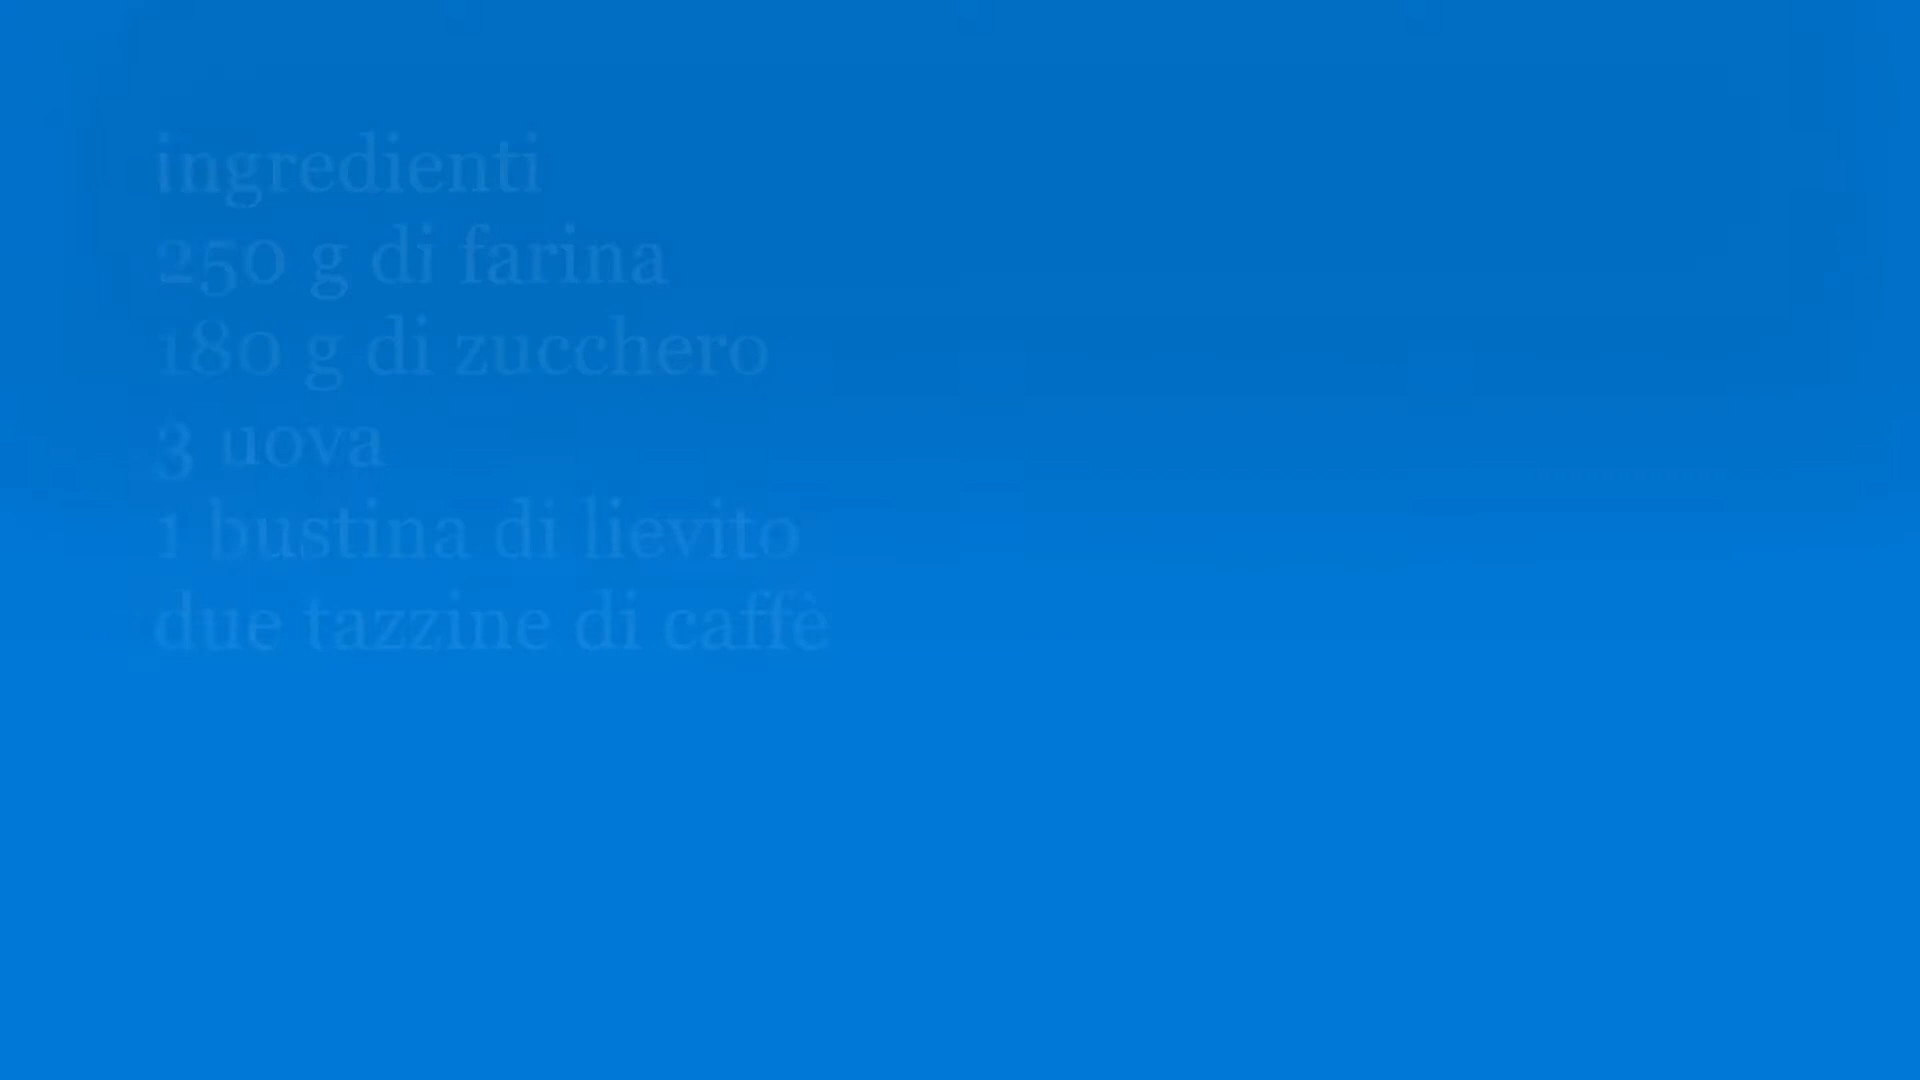 ingredienti
250 g di farina
180 g di zucchero
3 uova
1 bustina di lievito
due tazzine di caffè